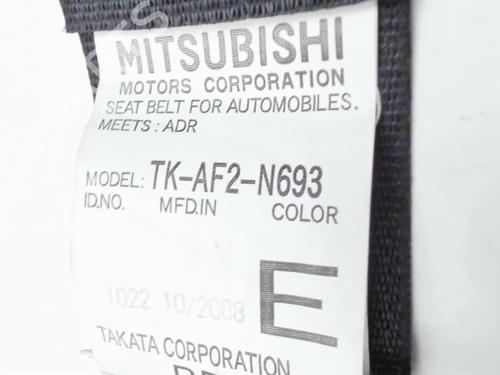 MITSUBISHI
MOTORS CORPORATION
SEAT BELT FOR AUTOMOBILES.
MEETS : ADR
MODEL: TK-AF2-N693
ID.NO. MFD.IN COLOR
1022 10/2008
E
TAKATA CORPORATION